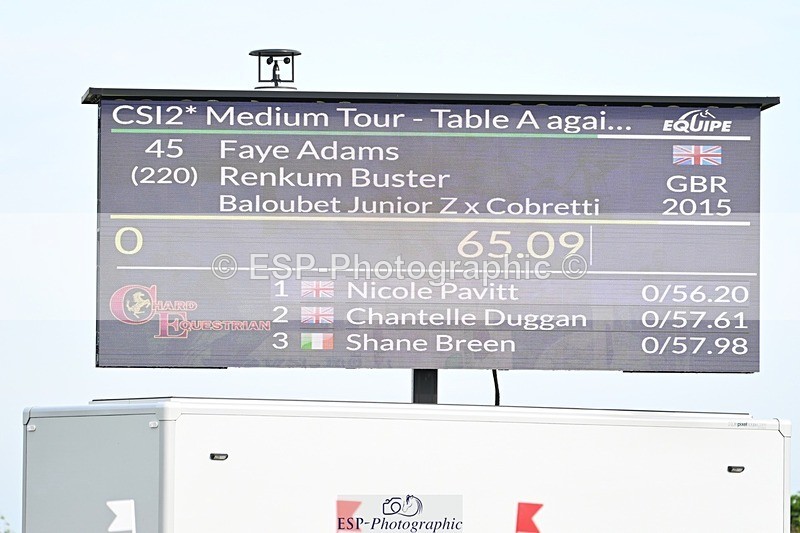 CSI2* Medium Tour - Table A agai...
EQUIPE
45 Faye Adams
(220) Renkum Buster GBR
Baloubet Junior Z x Cobretti 2015
0 65.09
© ESP-Photographic ©
1 Nicole Pavitt 0/56.20
CHARD EQUESTRIAN
2 Chantelle Duggan 0/57.61
3 Shane Breen 0/57.98
ESP-Photographic